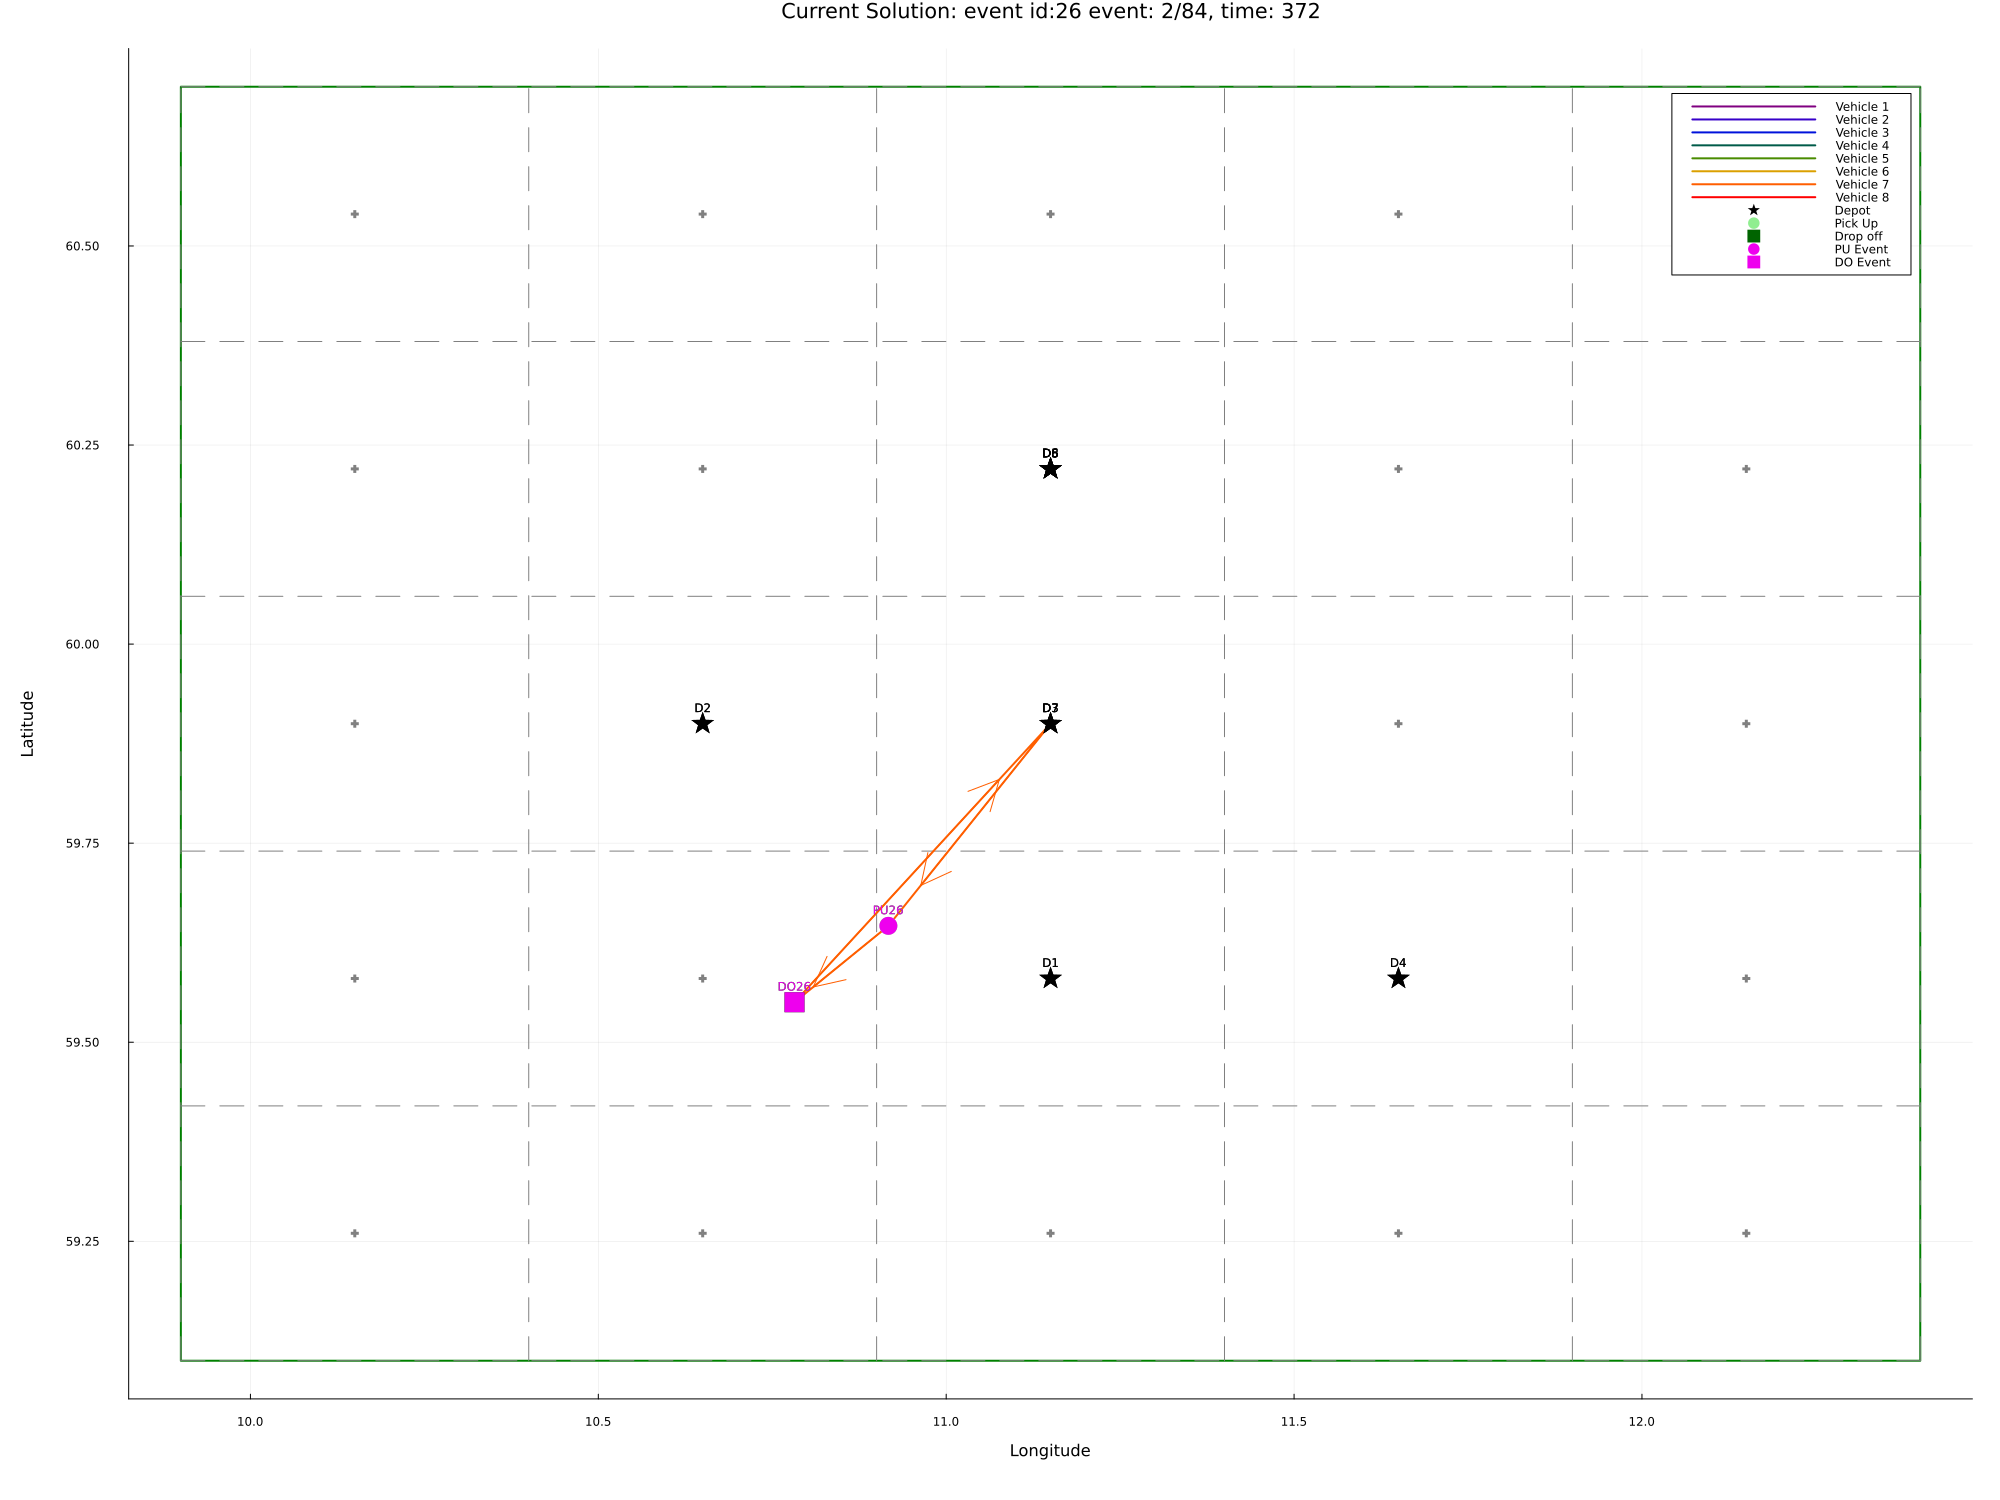 Current Solution: event id:26 event: 2/84, time: 372
Vehicle 1
Vehicle 2
Vehicle 3
Vehicle 4
Vehicle 5
Vehicle 6
Vehicle 7
Vehicle 8
Depot
Pick Up
Drop off
PU Event
DO Event
60.50
60.25
60.00
59.75
59.50
59.25
Latitude
D2
PU26
DO26
D1
D4
10.0
10.5
11.0
11.5
12.0
Longitude